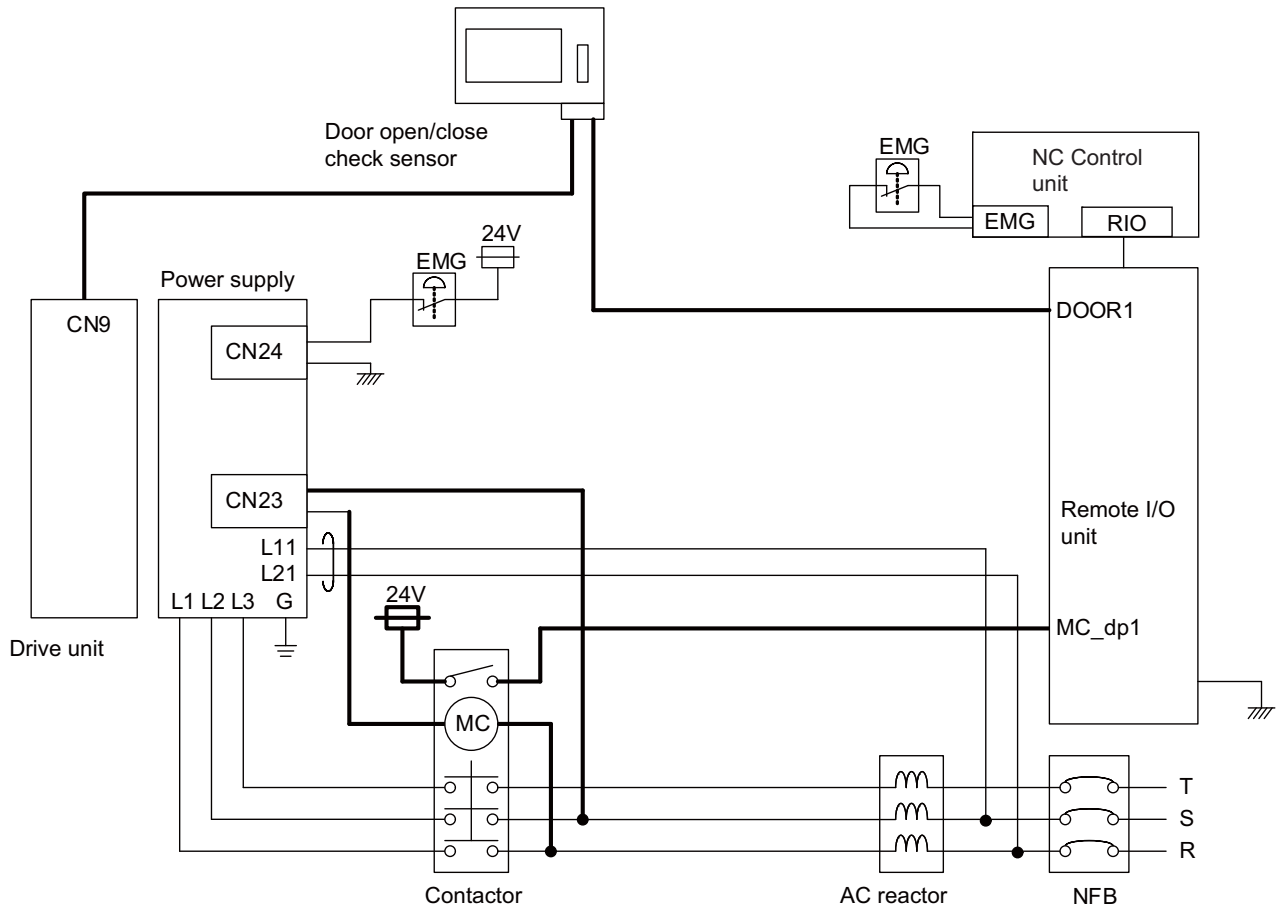 Door open/close
check sensor
EMG
NC Control
unit
EMG
RIO
24V
EMG
Power supply
CN9
CN24
DOOR1
CN23
Remote I/O
unit
L11
L21
L1 L2 L3 G
24V
MC_dp1
Drive unit
MC
T
S
R
Contactor
AC reactor
NFB